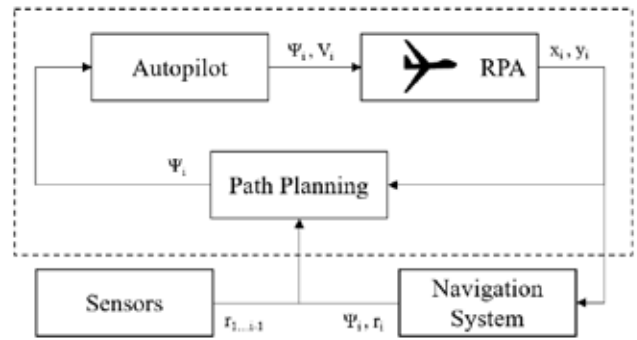 Autopilot
Ψᵢ, Vᵢ
RPA
xᵢ, yᵢ
Ψᵢ
Path Planning
Sensors
r₁...ᵢ₋₁
Ψᵢ, rᵢ
Navigation
System